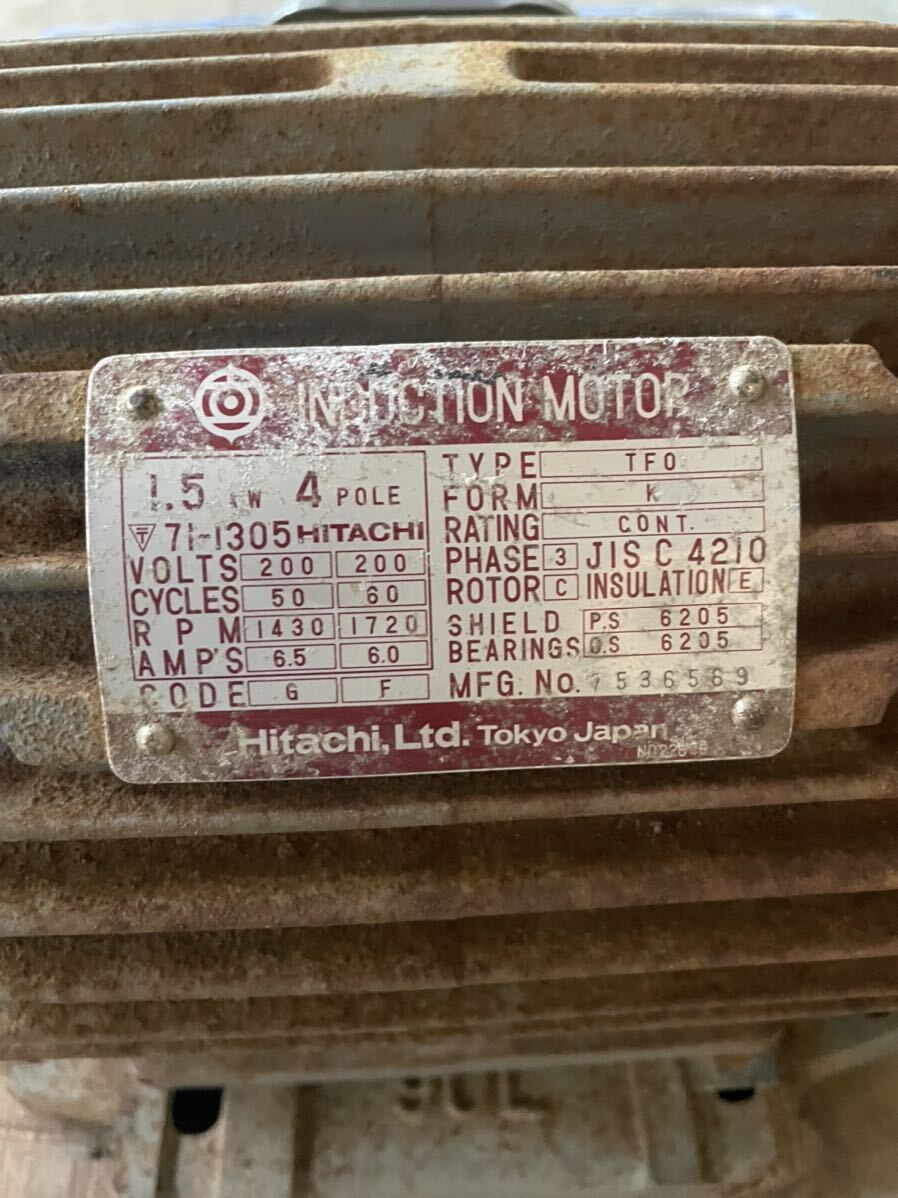 INDUCTION MOTOR
1.5 KW 4 POLE
〒 71-1305 HITACHI
VOLTS 200 200
CYCLES 50 60
RPM 1430 1720
AMP'S 6.5 6.0
CODE G F
TYPE TFO
FORM K
RATING CONT.
PHASE 3 JIS C 4210
ROTOR C INSULATION E
SHIELD P.S 6205
BEARINGS O.S 6205
MFG. No. 7536569
Hitachi, Ltd. Tokyo Japan
90L